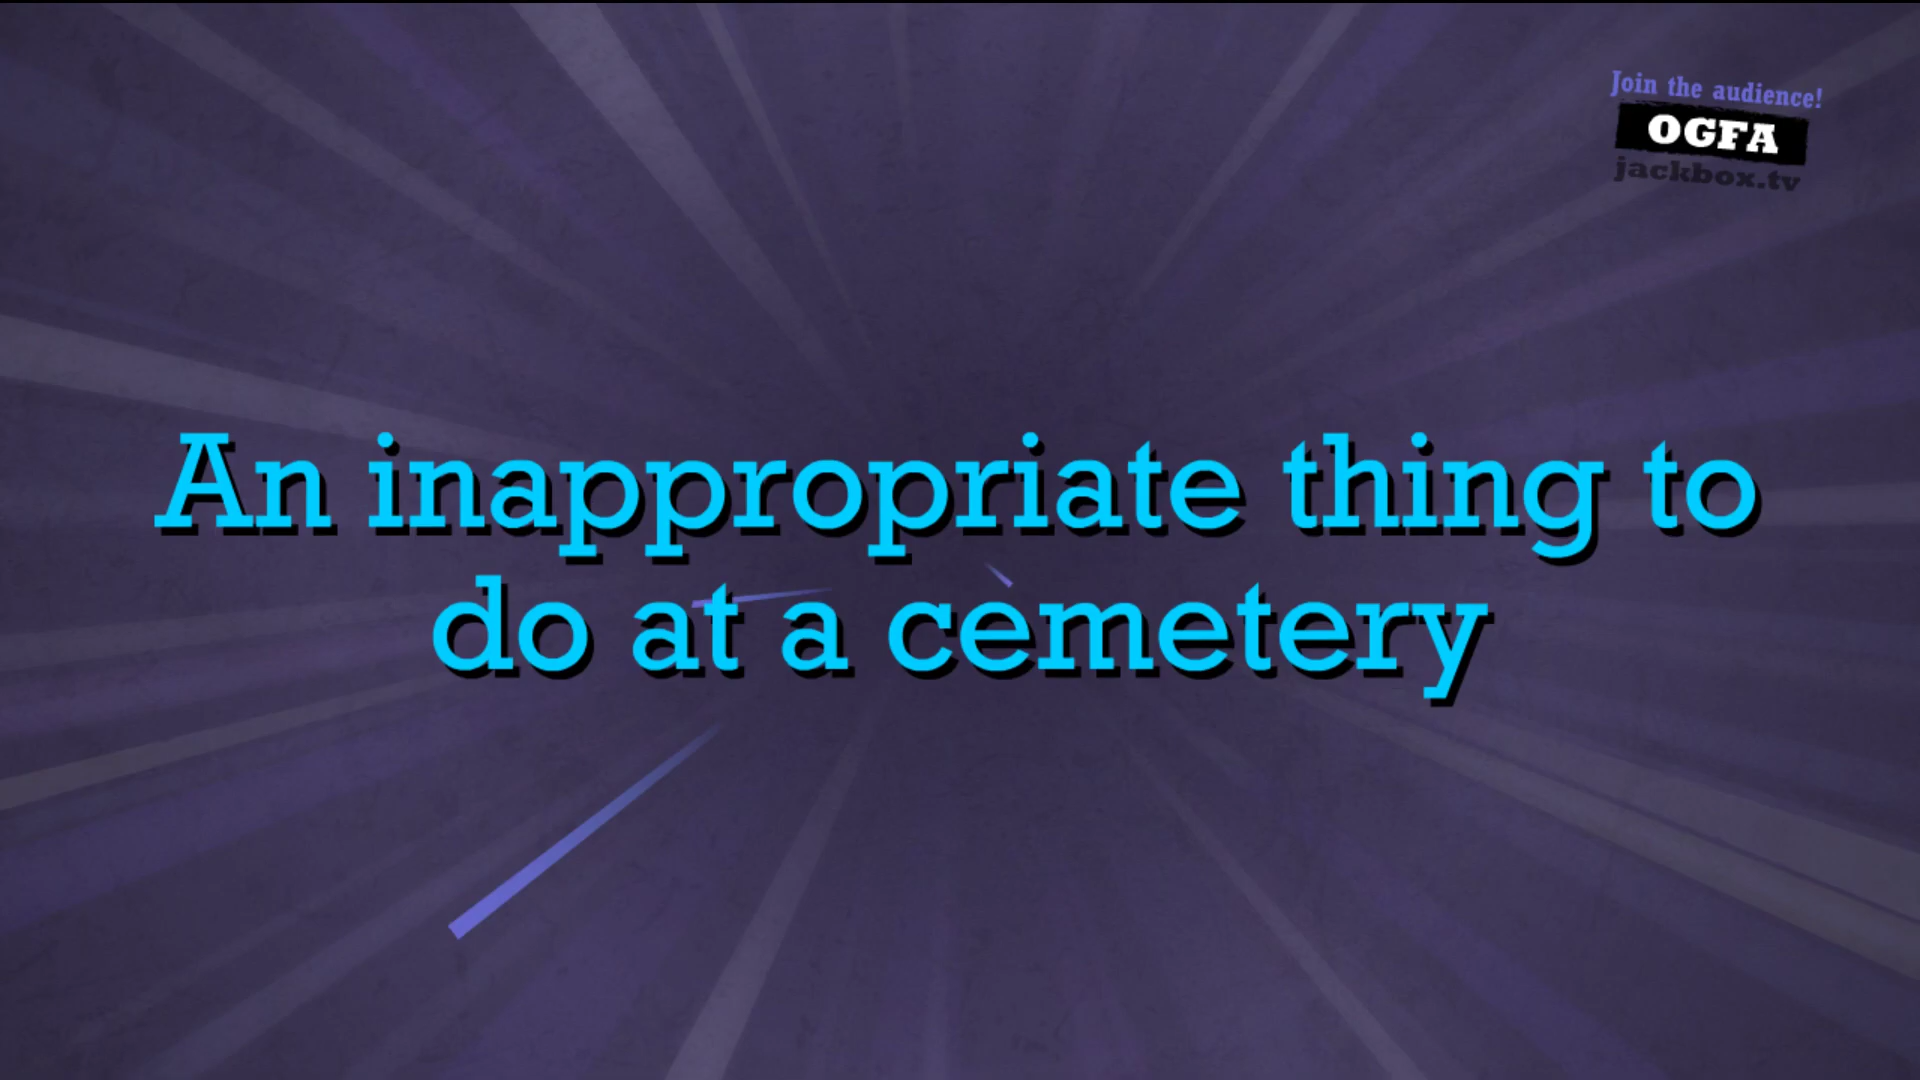 Join the audience!
OGFA
jackbox.tv
An inappropriate thing to
do at a cemetery